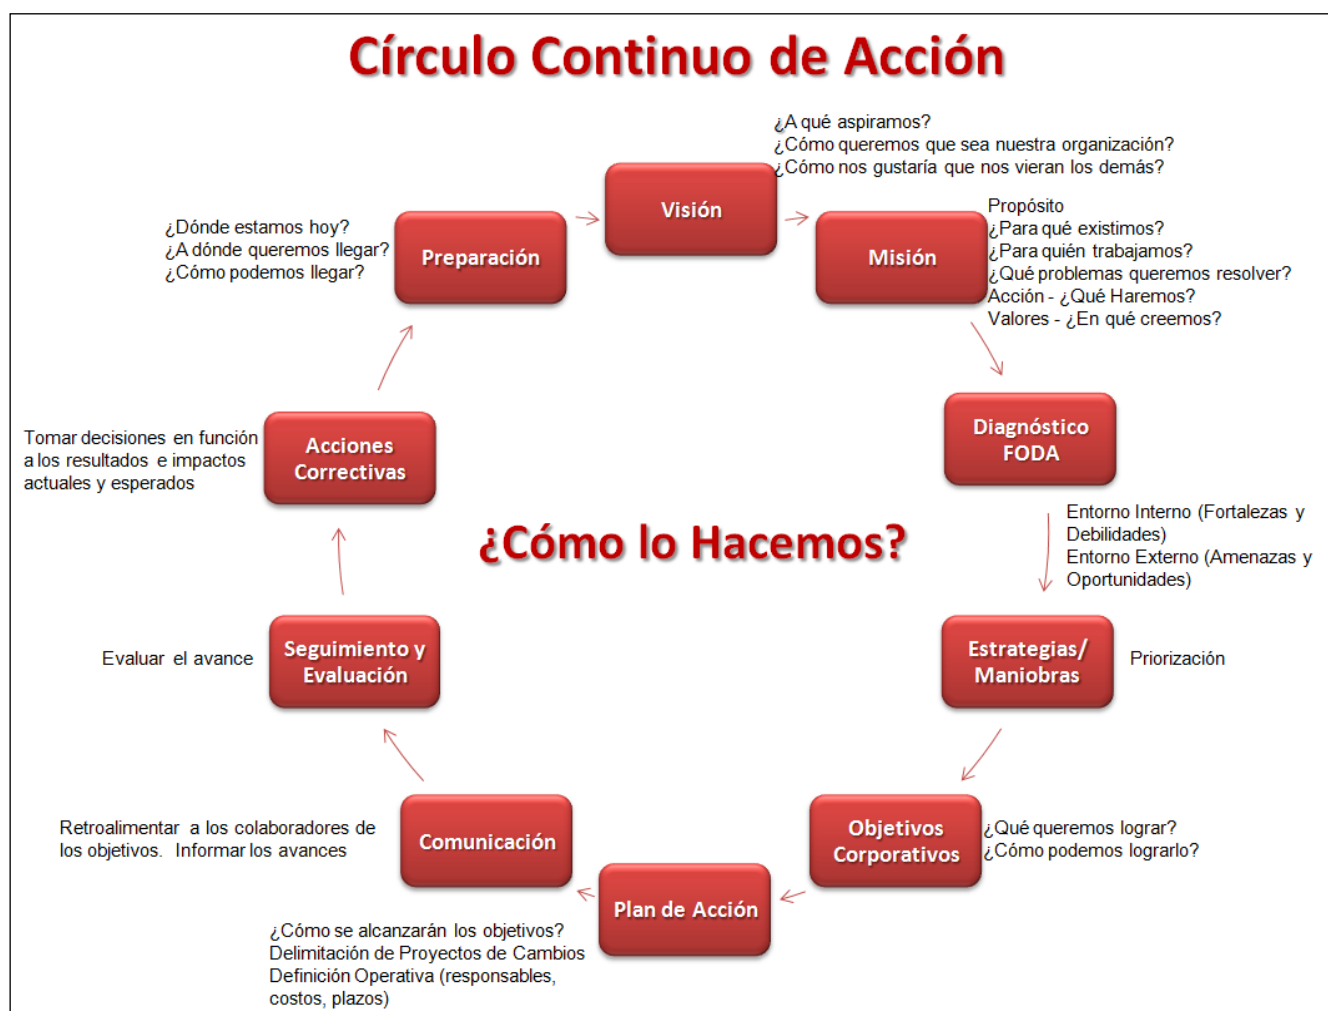 Círculo Continuo de Acción
¿A qué aspiramos?
¿Cómo queremos que sea nuestra organización?
¿Cómo nos gustaría que nos vieran los demás?
Visión
Propósito
¿Para qué existimos?
¿Para quién trabajamos?
¿Qué problemas queremos resolver?
Acción - ¿Qué Haremos?
Valores - ¿En qué creemos?
Misión
¿Dónde estamos hoy?
¿A dónde queremos llegar?
¿Cómo podemos llegar?
Preparación
Diagnóstico
FODA
Entorno Interno (Fortalezas y
Debilidades)
Entorno Externo (Amenazas y
Oportunidades)
Tomar decisiones en función
a los resultados e impactos
actuales y esperados
Acciones
Correctivas
¿Cómo lo Hacemos?
Estrategias/
Maniobras
Priorización
Evaluar el avance
Seguimiento y
Evaluación
Objetivos
Corporativos
¿Qué queremos lograr?
¿Cómo podemos lograrlo?
Retroalimentar a los colaboradores de
los objetivos. Informar los avances
Comunicación
Plan de Acción
¿Cómo se alcanzarán los objetivos?
Delimitación de Proyectos de Cambios
Definición Operativa (responsables,
costos, plazos)